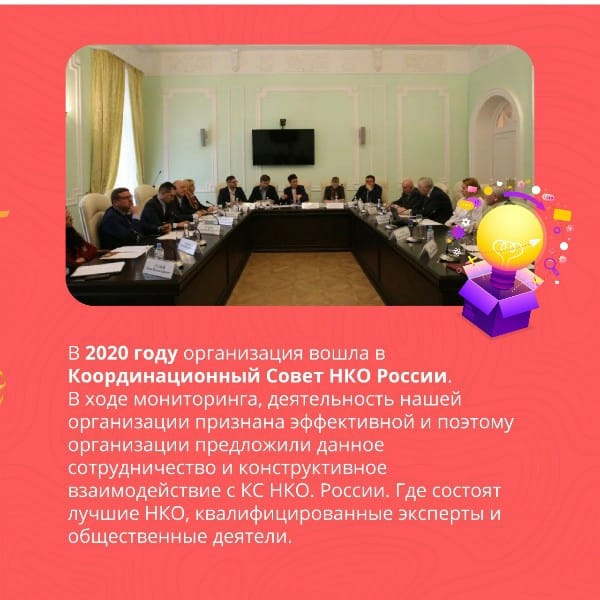 В 2020 году организация вошла в
Координационный Совет НКО России.
В ходе мониторинга, деятельность нашей
организации признана эффективной и поэтому
организации предложили данное
сотрудничество и конструктивное
взаимодействие с КС НКО. России. Где состоят
лучшие НКО, квалифицированные эксперты и
общественные деятели.